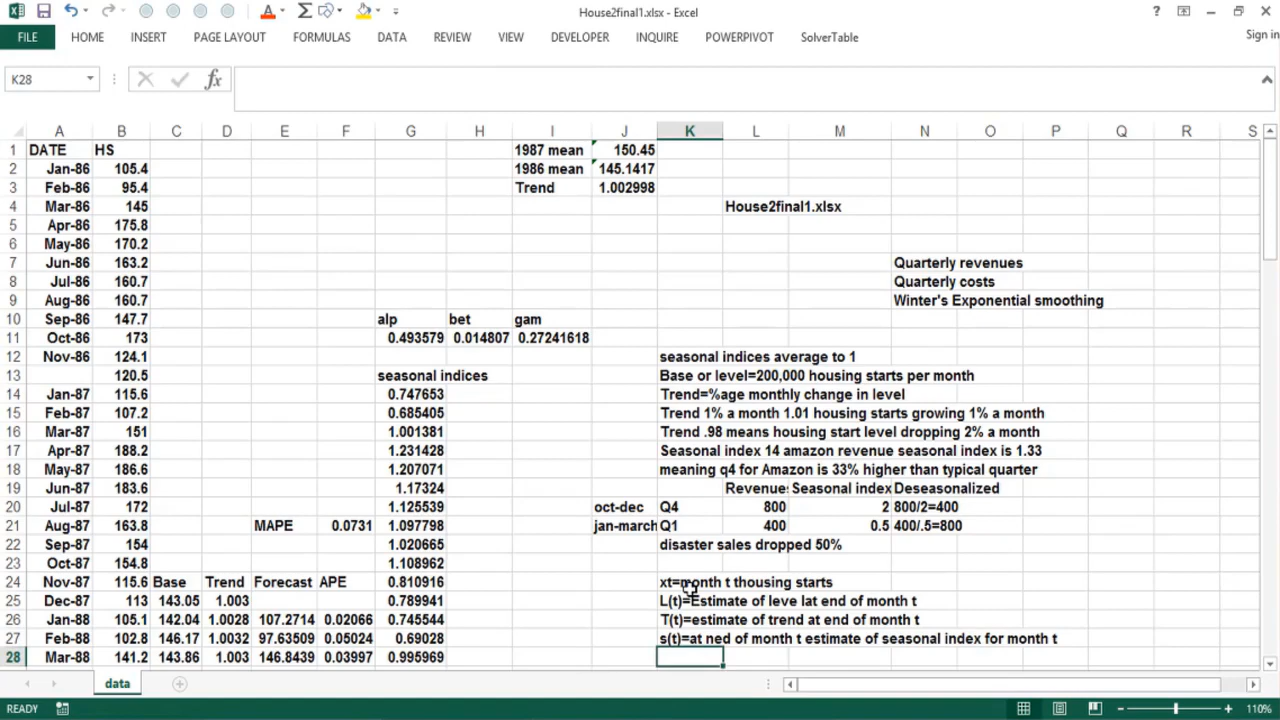 House2final1.xlsx - Excel
FILE HOME INSERT PAGE LAYOUT FORMULAS DATA REVIEW VIEW DEVELOPER INQUIRE POWERPIVOT SolverTable Sign in
K28 fx
A B C D E F G H I J K L M N O P Q R S
1 DATE HS 1987 mean 150.45
2 Jan-86 105.4 1986 mean 145.1417
3 Feb-86 95.4 Trend 1.002998
4 Mar-86 145 House2final1.xlsx
5 Apr-86 175.8
6 May-86 170.2
7 Jun-86 163.2 Quarterly revenues
8 Jul-86 160.7 Quarterly costs
9 Aug-86 160.7 Winter's Exponential smoothing
10 Sep-86 147.7 alp bet gam
11 Oct-86 173 0.493579 0.014807 0.27241618
12 Nov-86 124.1 seasonal indices average to 1
13 120.5 seasonal indices Base or level=200,000 housing starts per month
14 Jan-87 115.6 0.747653 Trend=%age monthly change in level
15 Feb-87 107.2 0.685405 Trend 1% a month 1.01 housing starts growing 1% a month
16 Mar-87 151 1.001381 Trend .98 means housing start level dropping 2% a month
17 Apr-87 188.2 1.231428 Seasonal index 14 amazon revenue seasonal index is 1.33
18 May-87 186.6 1.207071 meaning q4 for Amazon is 33% higher than typical quarter
19 Jun-87 183.6 1.17324 Revenue Seasonal index Deseasonalized
20 Jul-87 172 1.125539 oct-dec Q4 800 2 800/2=400
21 Aug-87 163.8 MAPE 0.0731 1.097798 jan-march Q1 400 0.5 400/.5=800
22 Sep-87 154 1.020665 disaster sales dropped 50%
23 Oct-87 154.8 1.108962
24 Nov-87 115.6 Base Trend Forecast APE 0.810916 xt=month t thousing starts
25 Dec-87 113 143.05 1.003 0.789941 L(t)=Estimate of leve lat end of month t
26 Jan-88 105.1 142.04 1.0028 107.2714 0.02066 0.745544 T(t)=estimate of trend at end of month t
27 Feb-88 102.8 146.17 1.0032 97.63509 0.05024 0.69028 s(t)=at ned of month t estimate of seasonal index for month t
28 Mar-88 141.2 143.86 1.003 146.8439 0.03997 0.995969
data
READY 110%